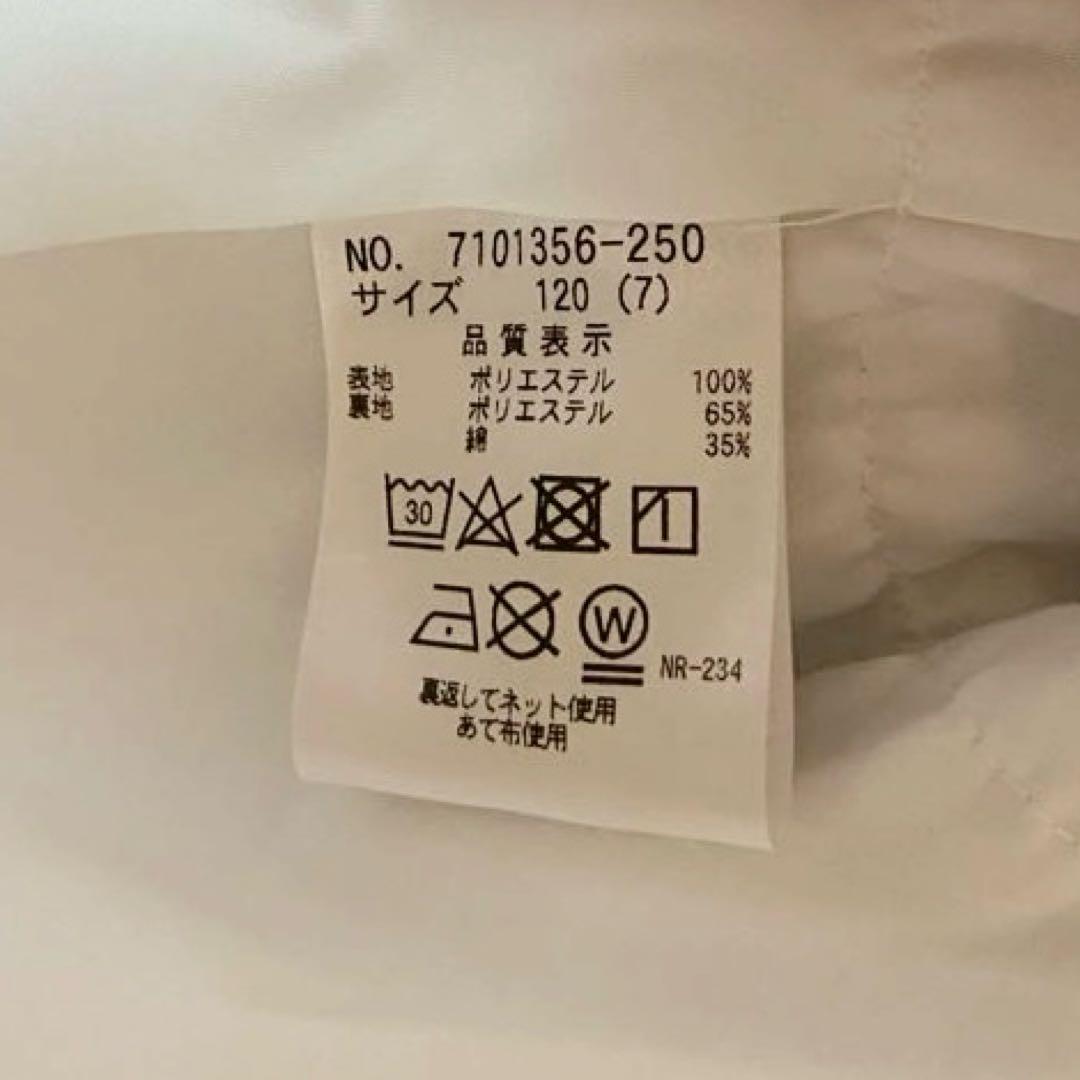 NO. 7101356-250
サイズ 120 (7)
品質表示
表地 ポリエステル 100%
裏地 ポリエステル 65%
綿 35%
30
W
NR-234
裏返してネット使用
あて布使用